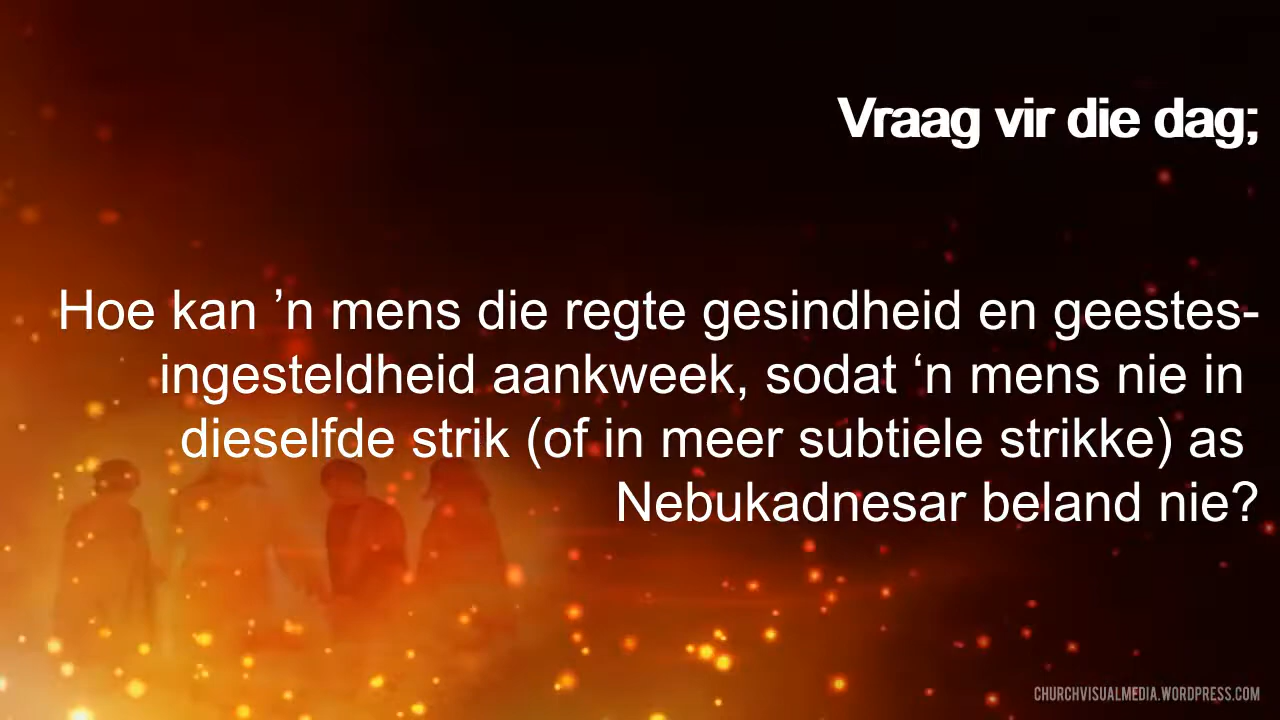 Vraag vir die dag;
Hoe kan ’n mens die regte gesindheid en geestes-
ingesteldheid aankweek, sodat ‘n mens nie in
dieselfde strik (of in meer subtiele strikke) as
Nebukadnesar beland nie?
CHURCHVISUALMEDIA.WORDPRESS.COM